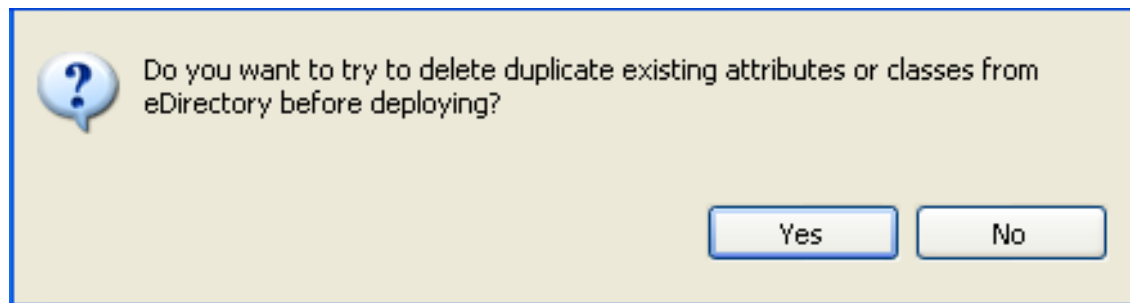 Do you want to try to delete duplicate existing attributes or classes from
eDirectory before deploying?
Yes
No